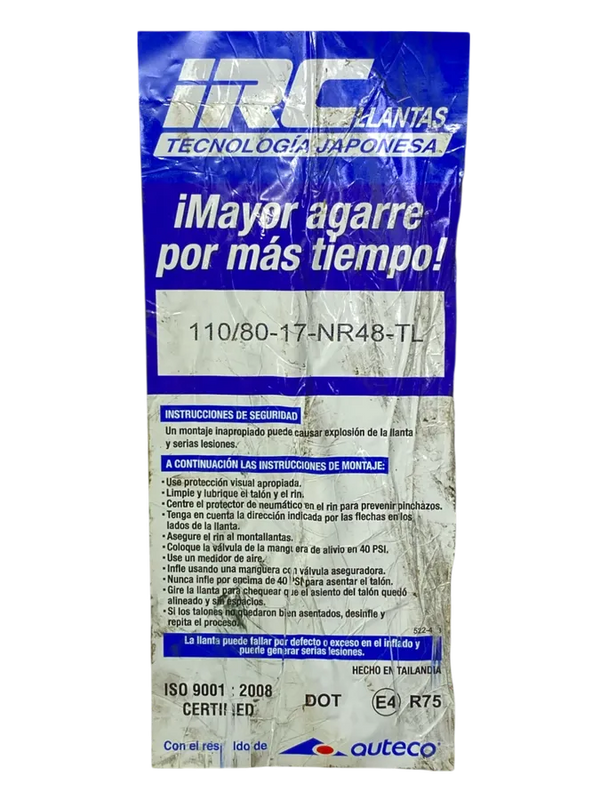 IRC LLANTAS
TECNOLOGÍA JAPONESA
¡Mayor agarre
por más tiempo!
110/80-17-NR48-TL
INSTRUCCIONES DE SEGURIDAD
Un montaje inapropiado puede causar explosión de la llanta
y serias lesiones.
A CONTINUACIÓN LAS INSTRUCCIONES DE MONTAJE:
• Use protección visual apropiada.
• Limpie y lubrique el talón y el rin.
• Centre el protector de neumático en el rin para prevenir pinchazos.
• Tenga en cuenta la dirección indicada por las flechas en los
lados de la llanta.
• Asegure el rin al montallantas.
• Coloque la válvula de la manguera de alivio en 40 PSI.
• Use un medidor de aire.
• Infle usando una manguera con válvula aseguradora.
• Nunca infle por encima de 40 PSI para asentar el talón.
• Gire la llanta para chequear que el asiento del talón quedó
alineado y sin espacios.
• Si los talones no quedaron bien asentados, desinfle y
repita el proceso.
522-4
La llanta puede fallar por defecto o exceso en el inflado y
puede generar serias lesiones.
HECHO EN TAILANDIA
ISO 9001 : 2008
CERTIFIED
DOT
E4 R75
Con el respaldo de
auteco